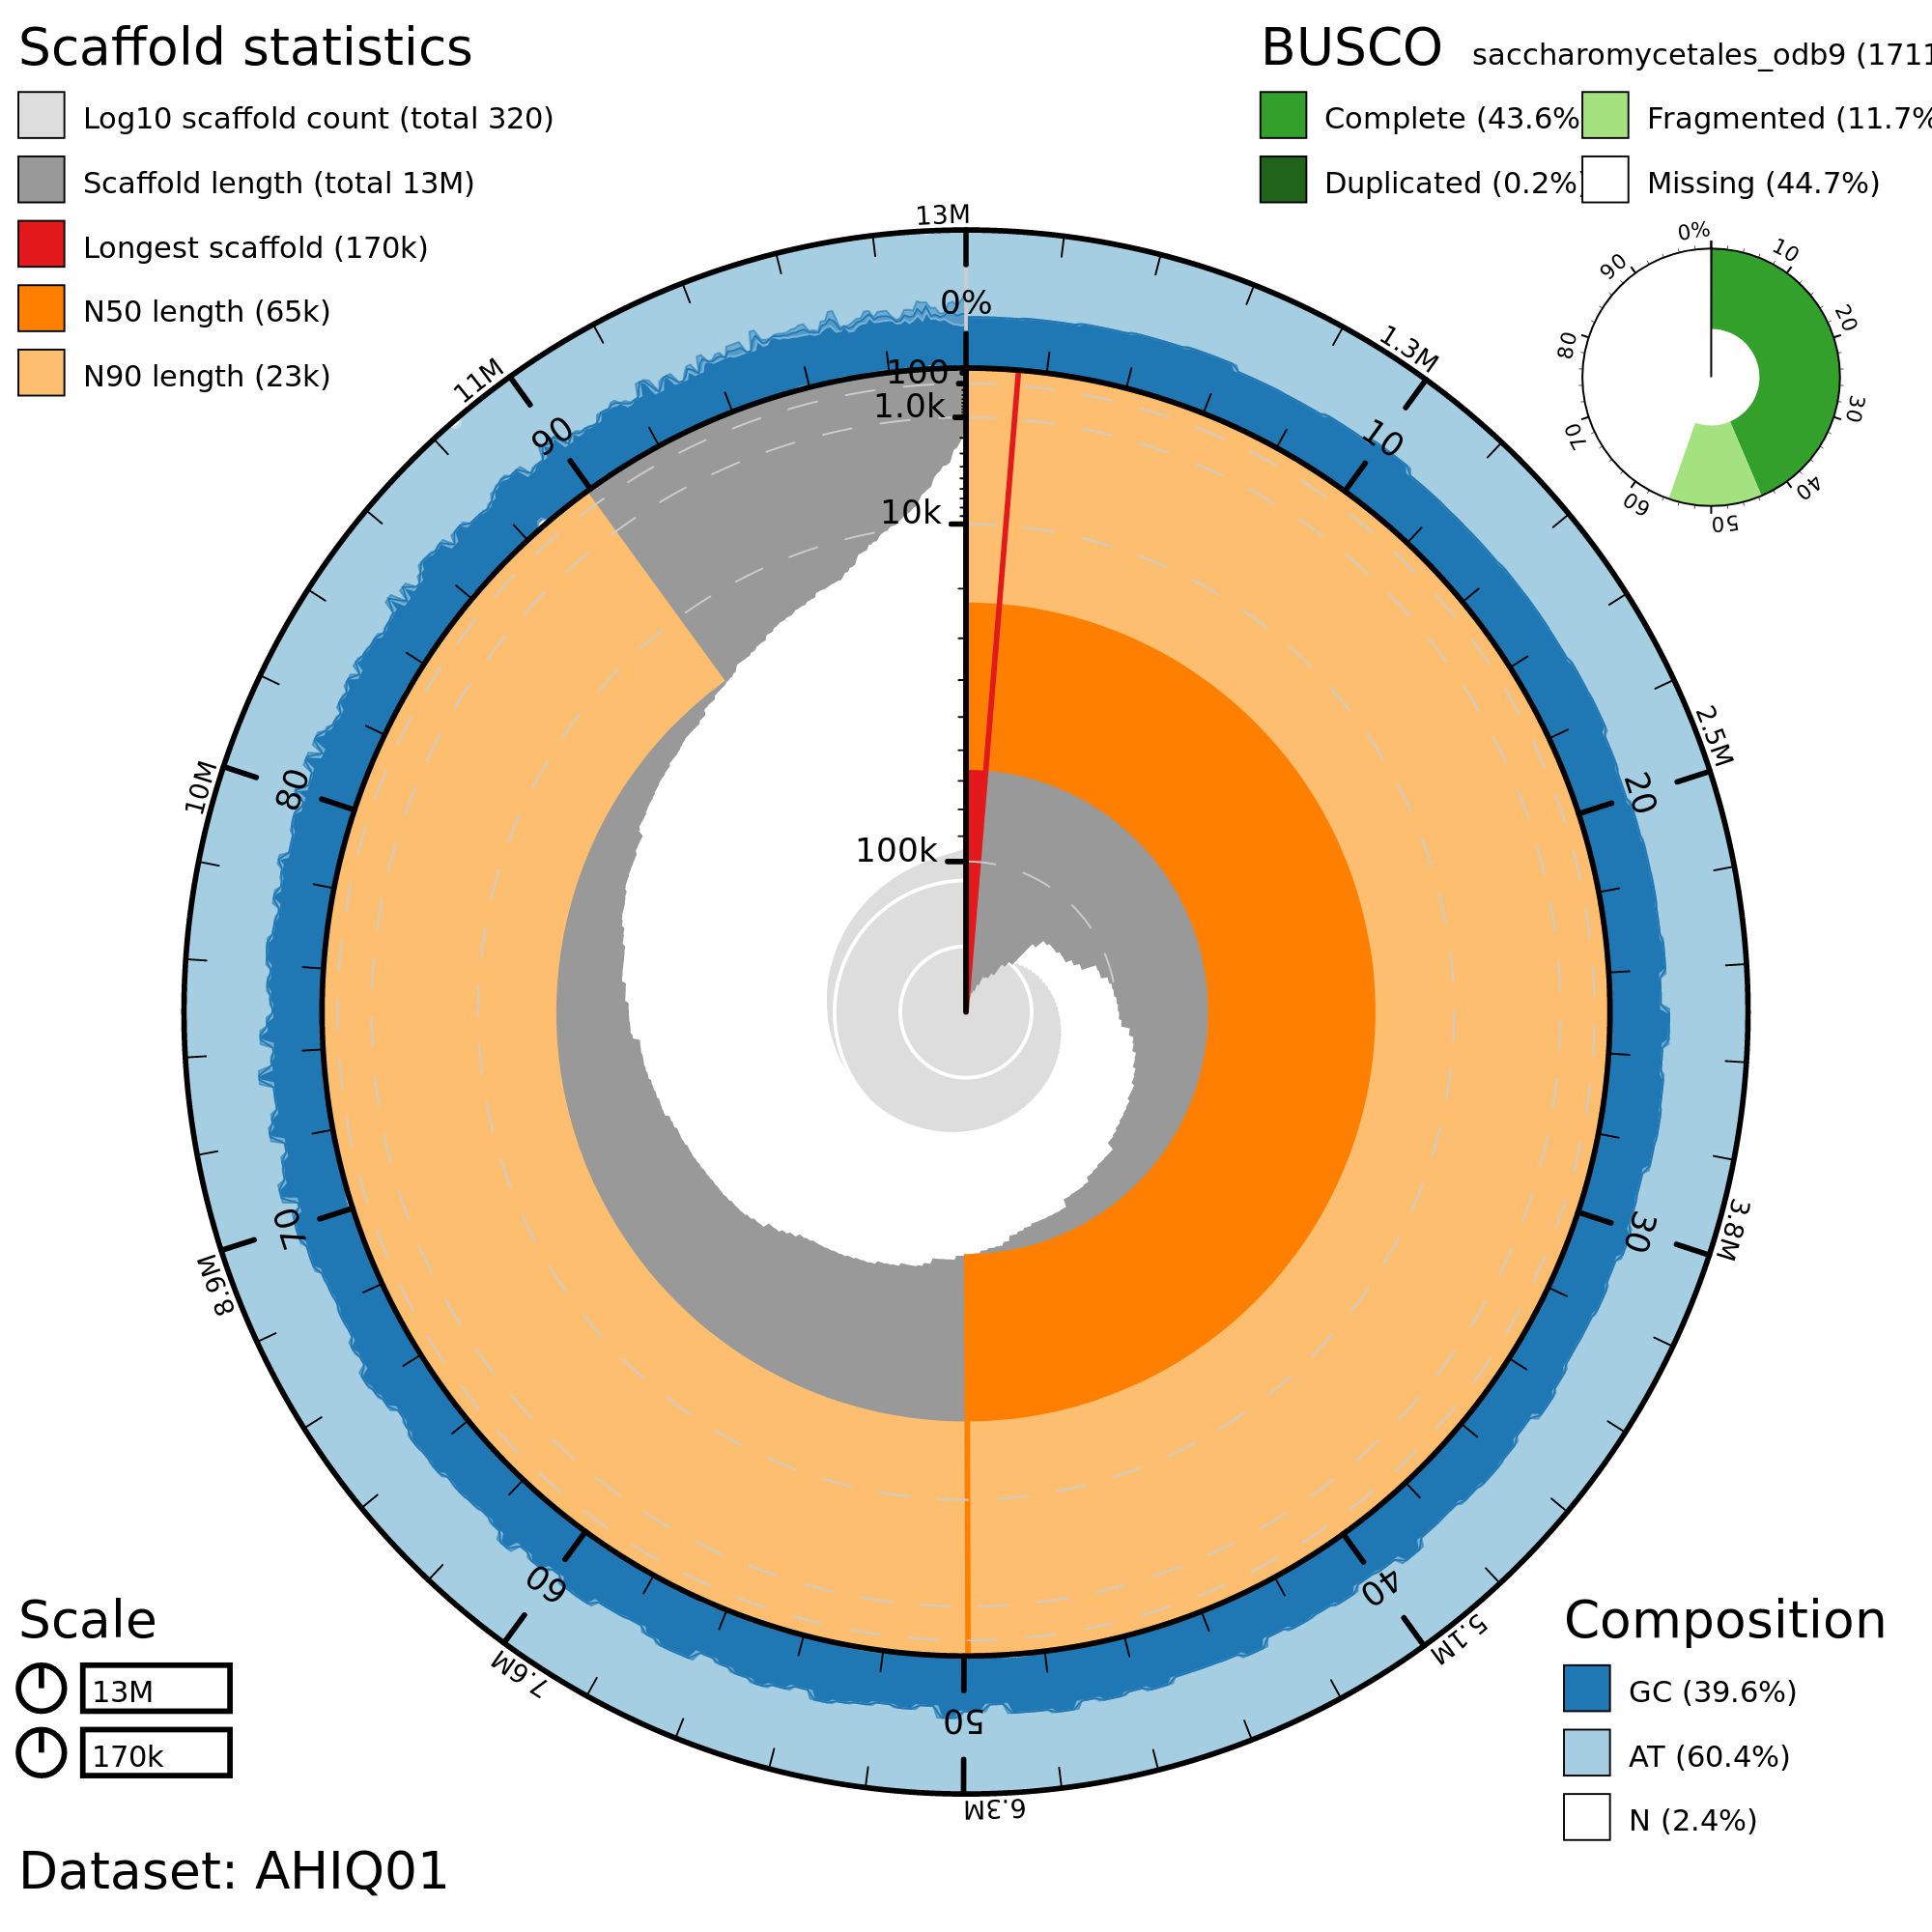 Scaffold statistics
Log10 scaffold count (total 320)
Scaffold length (total 13M)
Longest scaffold (170k)
N50 length (65k)
N90 length (23k)
BUSCO saccharomycetales_odb9 (1711
Complete (43.6%
Fragmented (11.7%
Duplicated (0.2%)
Missing (44.7%)
0%
10
20
30
40
50
60
70
80
90
13M
1.3M
2.5M
3.8M
5.1M
6.3M
7.6M
8.9M
10M
11M
0%
10
20
30
40
50
60
70
80
90
100
1.0k
10k
100k
Scale
13M
170k
Composition
GC (39.6%)
AT (60.4%)
N (2.4%)
Dataset: AHIQ01